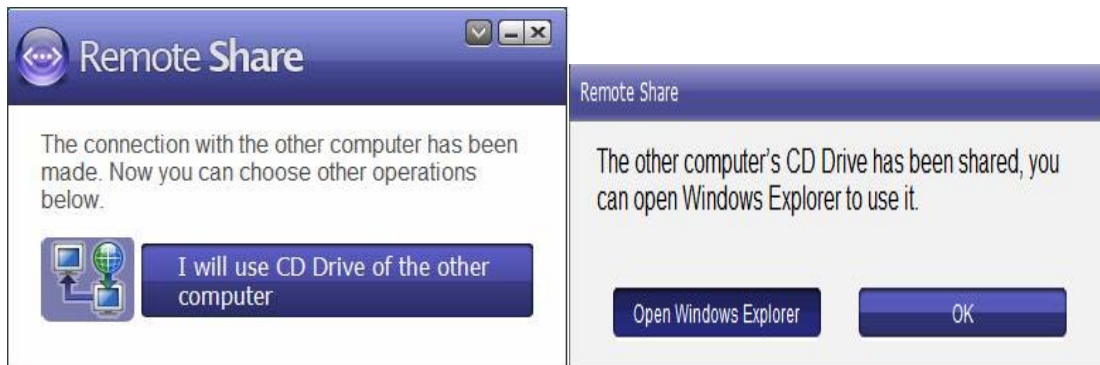 Remote Share
The connection with the other computer has been
made. Now you can choose other operations
below.
I will use CD Drive of the other
computer
Remote Share
The other computer's CD Drive has been shared, you
can open Windows Explorer to use it.
Open Windows Explorer
OK